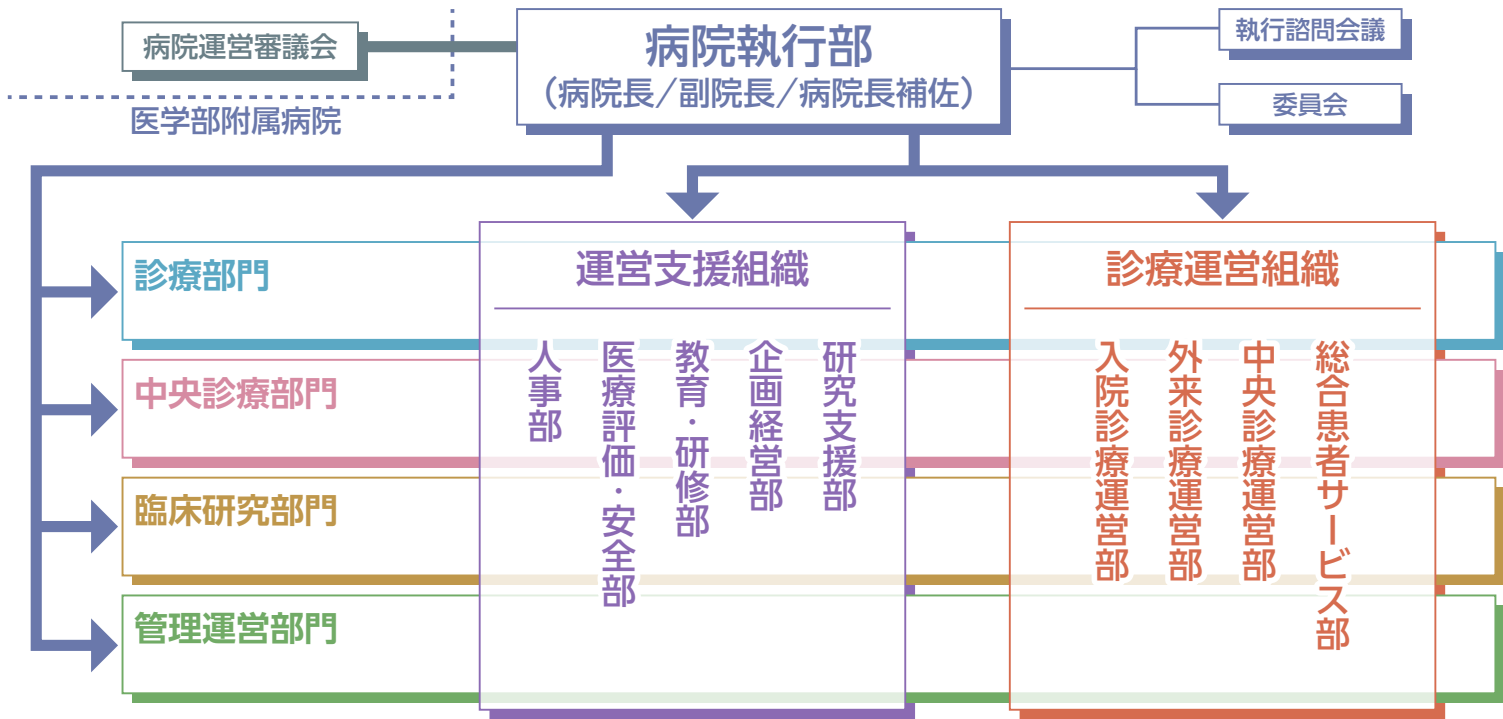 病院運営審議会
医学部附属病院
病院執行部
（病院長／副院長／病院長補佐）
執行諮問会議
委員会
診療部門
中央診療部門
臨床研究部門
管理運営部門
運営支援組織
人事部
医療評価・安全部
教育・研修部
企画経営部
研究支援部
診療運営組織
入院診療運営部
外来診療運営部
中央診療運営部
総合患者サービス部